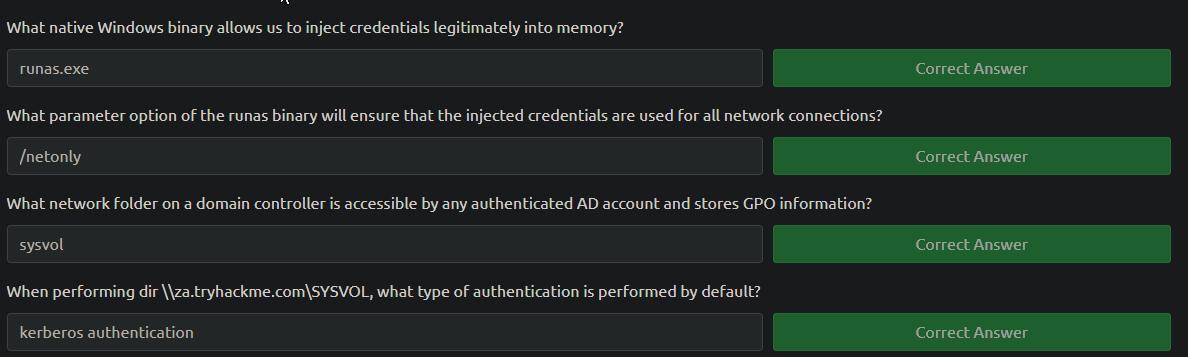 What native Windows binary allows us to inject credentials legitimately into memory?
runas.exe
Correct Answer
What parameter option of the runas binary will ensure that the injected credentials are used for all network connections?
/netonly
Correct Answer
What network folder on a domain controller is accessible by any authenticated AD account and stores GPO information?
sysvol
Correct Answer
When performing dir \\za.tryhackme.com\SYSVOL, what type of authentication is performed by default?
kerberos authentication
Correct Answer